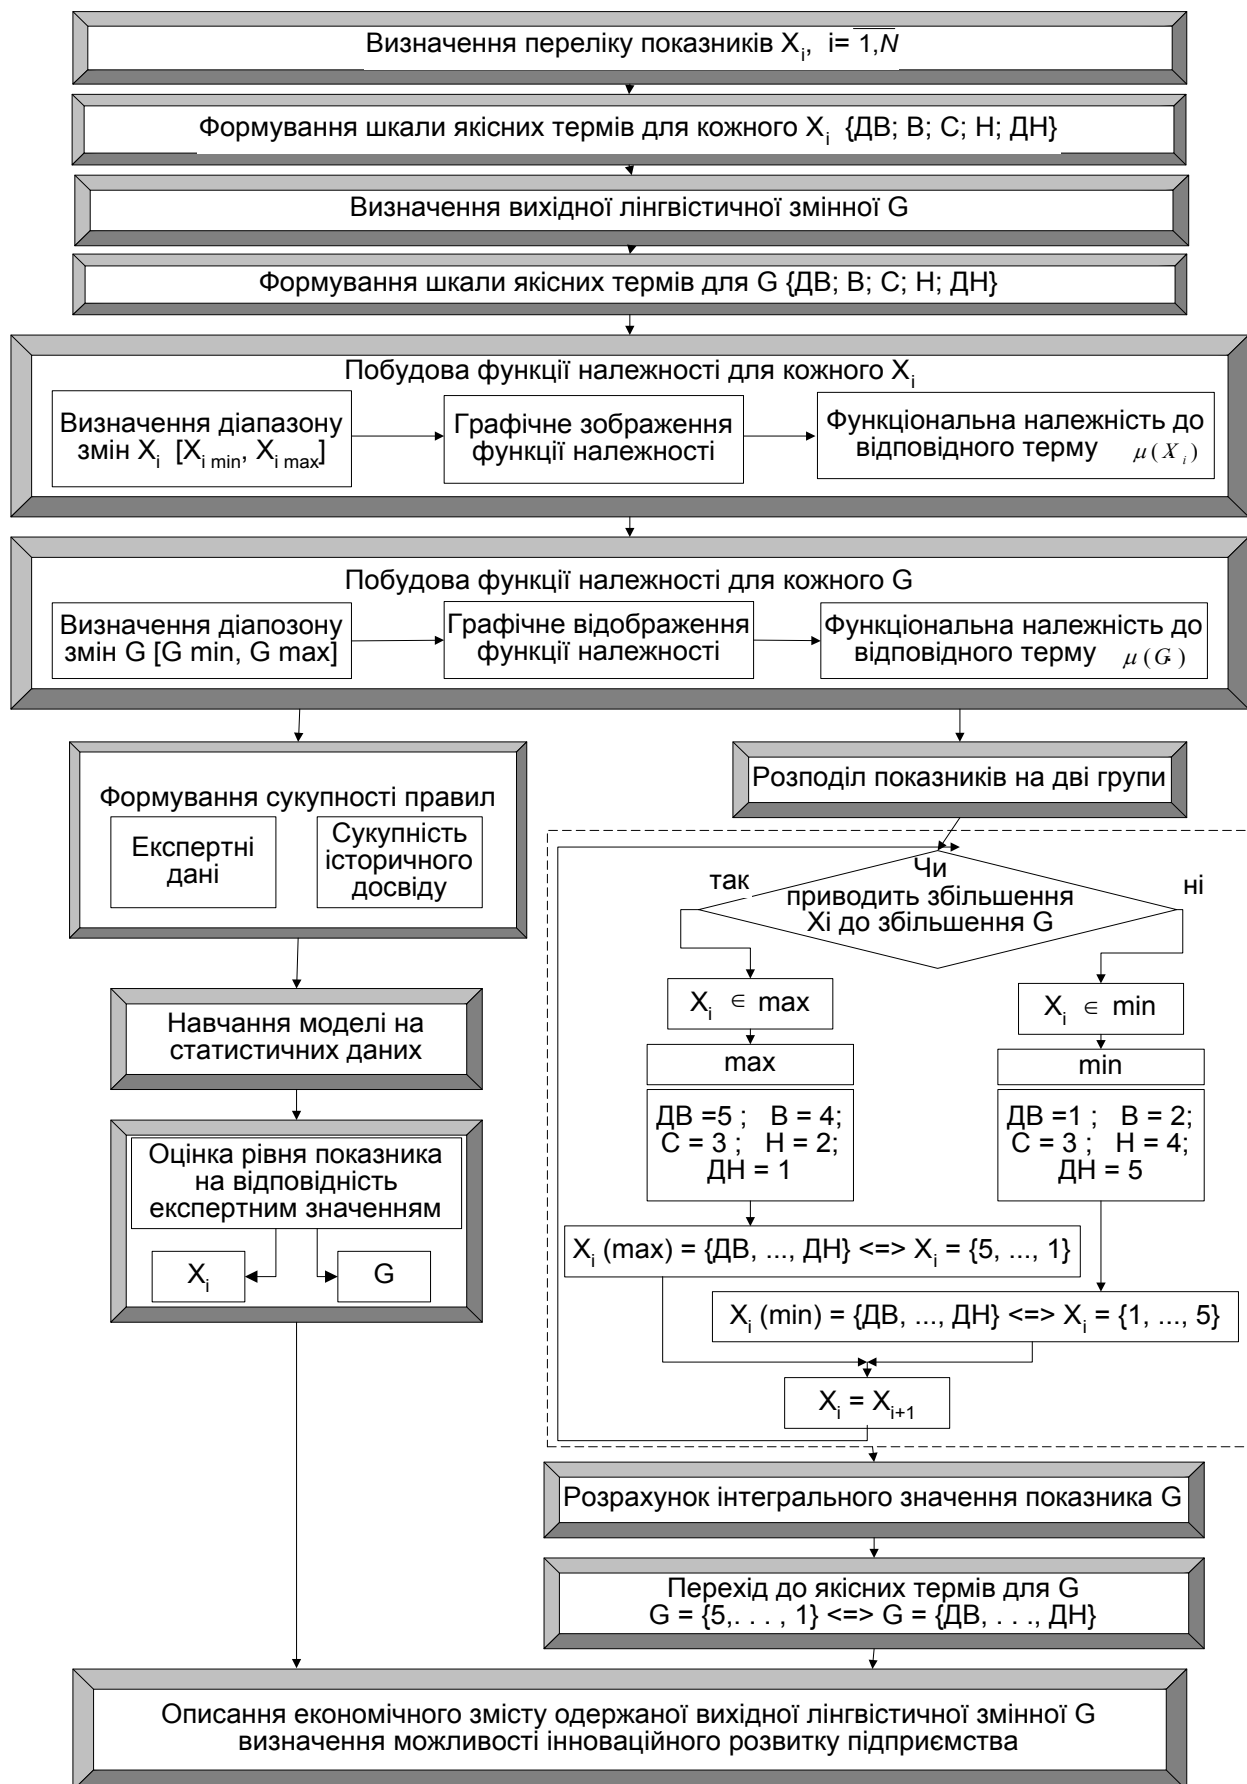 Визначення переліку показників Xᵢ, i= 1,N
Формування шкали якісних термів для кожного Xᵢ {ДВ; В; С; Н; ДН}
Визначення вихідної лінгвістичної змінної G
Формування шкали якісних термів для G {ДВ; В; С; Н; ДН}
Побудова функції належності для кожного Xᵢ
Визначення діапазону
змін Xᵢ [Xᵢ min, Xᵢ max]
Графічне зображення
функції належності
Функціональна належність до
відповідного терму μ(Xᵢ)
Побудова функції належності для кожного G
Визначення діапозону
змін G [G min, G max]
Графічне відображення
функції належності
Функціональна належність до
відповідного терму μ(G)
Формування сукупності правил
Експертні
дані
Сукупність
історичного
досвіду
Навчання моделі на
статистичних даних
Оцінка рівня показника
на відповідність
експертним значенням
Xᵢ
G
Розподіл показників на дві групи
Чи
приводить збільшення
Хі до збільшення G
так
ні
Xᵢ ∈ max
max
ДВ =5 ; В = 4;
С = 3 ; Н = 2;
ДН = 1
Xᵢ ∈ min
min
ДВ =1 ; В = 2;
С = 3 ; Н = 4;
ДН = 5
Xᵢ (max) = {ДВ, ..., ДН} <=> Xᵢ = {5, ..., 1}
Xᵢ (min) = {ДВ, ..., ДН} <=> Xᵢ = {1, ..., 5}
Xᵢ = Xᵢ₊₁
Розрахунок інтегрального значення показника G
Перехід до якісних термів для G
G = {5,. . . , 1} <=> G = {ДВ, . . ., ДН}
Описання економічного змісту одержаної вихідної лінгвістичної змінної G
визначення можливості інноваційного розвитку підприємства